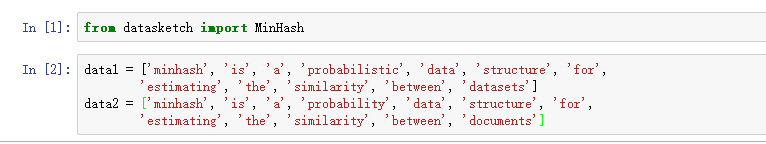 In [1]: from datasketch import MinHash
In [2]: data1 = ['minhash', 'is', 'a', 'probabilistic', 'data', 'structure', 'for',
'estimating', 'the', 'similarity', 'between', 'datasets']
data2 = ['minhash', 'is', 'a', 'probability', 'data', 'structure', 'for',
'estimating', 'the', 'similarity', 'between', 'documents']